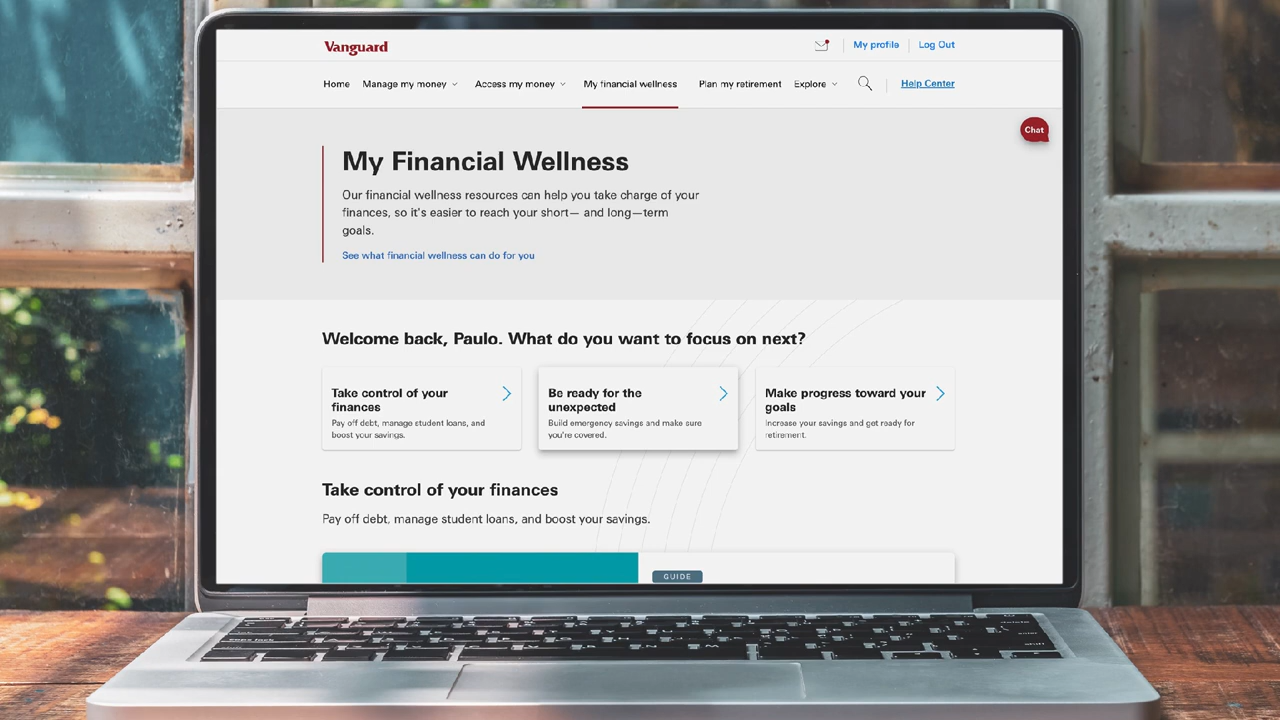 Vanguard
My profile
Log Out
Home
Manage my money
Access my money
My financial wellness
Plan my retirement
Explore
Help Center
Chat
My Financial Wellness
Our financial wellness resources can help you take charge of your
finances, so it's easier to reach your short— and long—term
goals.
See what financial wellness can do for you
Welcome back, Paulo. What do you want to focus on next?
Take control of your
finances
Pay off debt, manage student loans, and
boost your savings.
Be ready for the
unexpected
Build emergency savings and make sure
you're covered.
Make progress toward your
goals
Increase your savings and get ready for
retirement.
Take control of your finances
Pay off debt, manage student loans, and boost your savings.
GUIDE
caps lock
delete
enter
shift